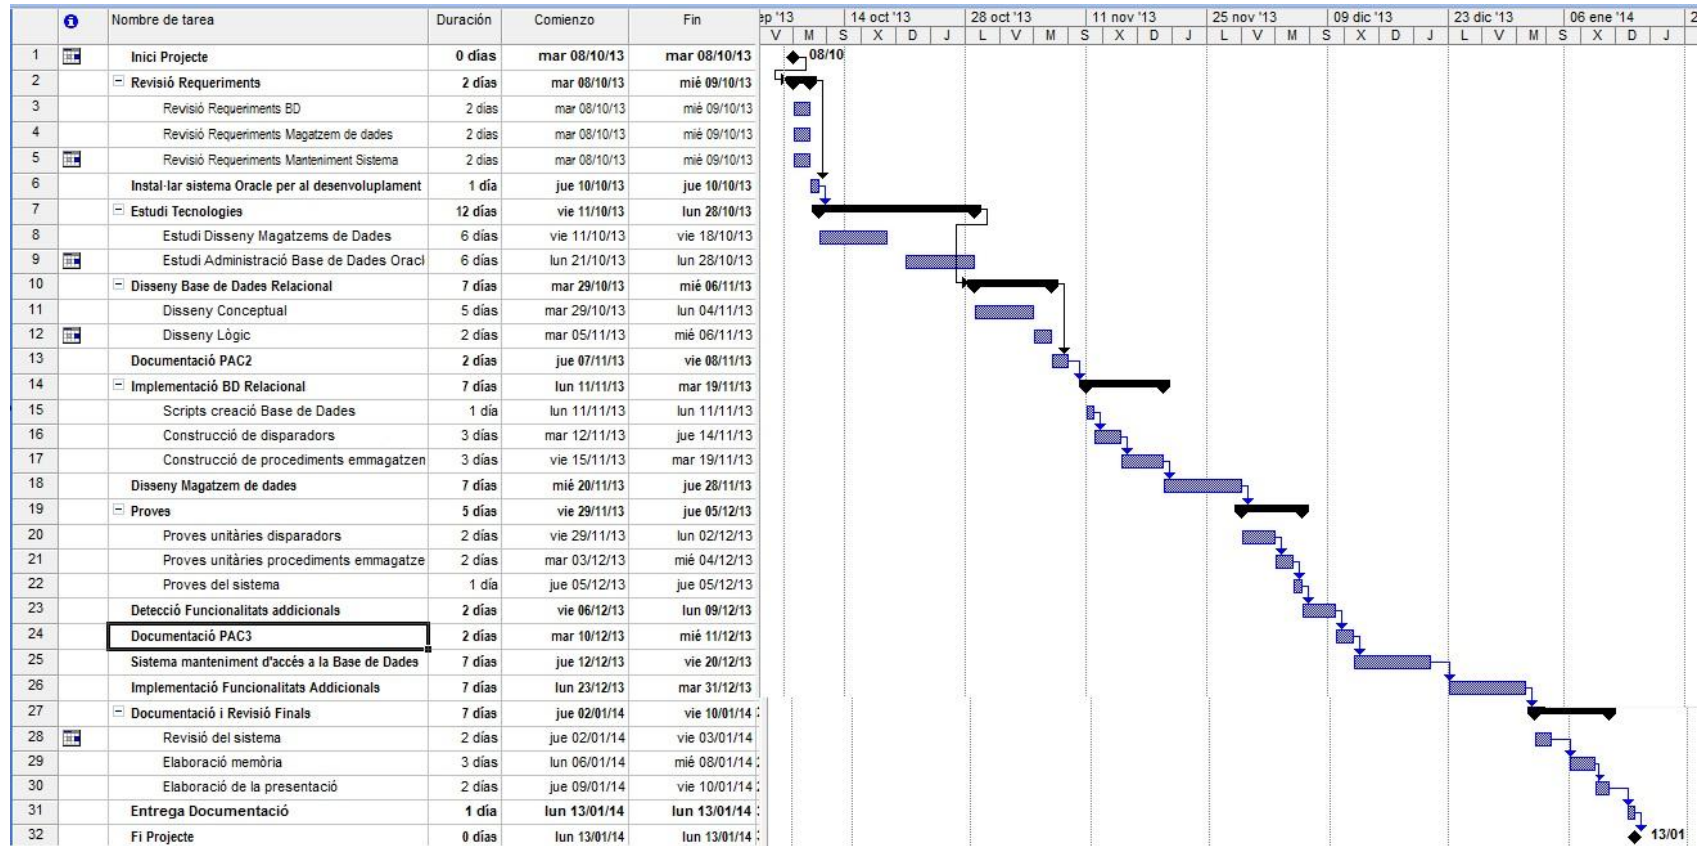 Nombre de tarea Duración Comienzo Fin
ep '13 14 oct '13 28 oct '13 11 nov '13 25 nov '13 09 dic '13 23 dic '13 06 ene '14 2
V M S X D J L V M S X D J L V M S X D J L V M S X D J
1 Inici Projecte 0 días mar 08/10/13 mar 08/10/13 08/10
2 Revisió Requeriments 2 días mar 08/10/13 mié 09/10/13
3 Revisió Requeriments BD 2 días mar 08/10/13 mié 09/10/13
4 Revisió Requeriments Magatzem de dades 2 días mar 08/10/13 mié 09/10/13
5 Revisió Requeriments Manteniment Sistema 2 días mar 08/10/13 mié 09/10/13
6 Instal·lar sistema Oracle per al desenvoluplament 1 día jue 10/10/13 jue 10/10/13
7 Estudi Tecnologies 12 días vie 11/10/13 lun 28/10/13
8 Estudi Disseny Magatzems de Dades 6 días vie 11/10/13 vie 18/10/13
9 Estudi Administració Base de Dades Oracl 6 días lun 21/10/13 lun 28/10/13
10 Disseny Base de Dades Relacional 7 días mar 29/10/13 mié 06/11/13
11 Disseny Conceptual 5 días mar 29/10/13 lun 04/11/13
12 Disseny Lògic 2 días mar 05/11/13 mié 06/11/13
13 Documentació PAC2 2 días jue 07/11/13 vie 08/11/13
14 Implementació BD Relacional 7 días lun 11/11/13 mar 19/11/13
15 Scripts creació Base de Dades 1 día lun 11/11/13 lun 11/11/13
16 Construcció de disparadors 3 días mar 12/11/13 jue 14/11/13
17 Construcció de procediments emmagatzen 3 días vie 15/11/13 mar 19/11/13
18 Disseny Magatzem de dades 7 días mié 20/11/13 jue 28/11/13
19 Proves 5 días vie 29/11/13 jue 05/12/13
20 Proves unitàries disparadors 2 días vie 29/11/13 lun 02/12/13
21 Proves unitàries procediments emmagatze 2 días mar 03/12/13 mié 04/12/13
22 Proves del sistema 1 día jue 05/12/13 jue 05/12/13
23 Detecció Funcionalitats addicionals 2 días vie 06/12/13 lun 09/12/13
24 Documentació PAC3 2 días mar 10/12/13 mié 11/12/13
25 Sistema manteniment d'accés a la Base de Dades 7 días jue 12/12/13 vie 20/12/13
26 Implementació Funcionalitats Addicionals 7 días lun 23/12/13 mar 31/12/13
27 Documentació i Revisió Finals 7 días jue 02/01/14 vie 10/01/14
28 Revisió del sistema 2 días jue 02/01/14 vie 03/01/14
29 Elaboració memòria 3 días lun 06/01/14 mié 08/01/14
30 Elaboració de la presentació 2 días jue 09/01/14 vie 10/01/14
31 Entrega Documentació 1 día lun 13/01/14 lun 13/01/14
32 Fi Projecte 0 días lun 13/01/14 lun 13/01/14 13/01